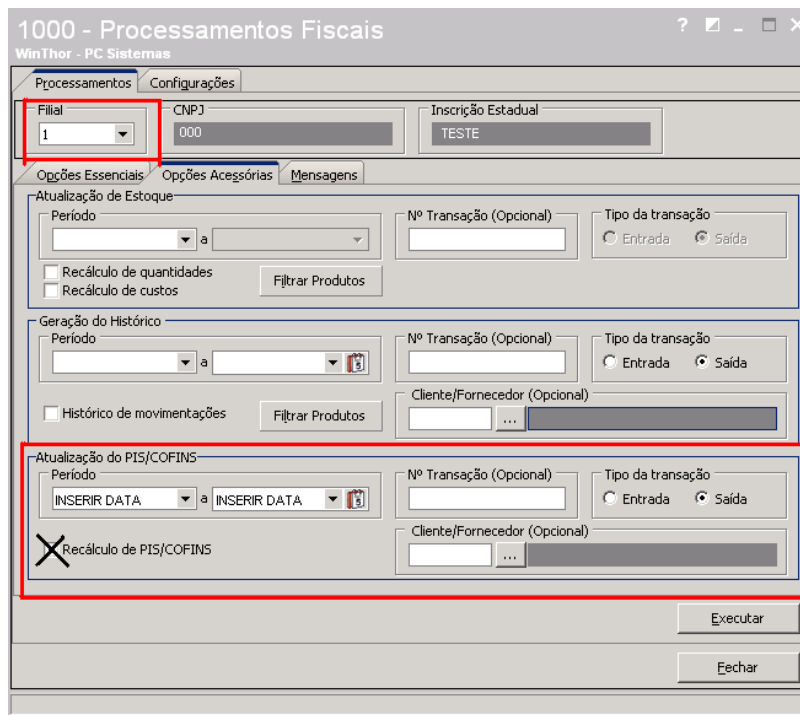 1000 - Processamentos Fiscais
WinThor - PC Sistemas
Processamentos Configurações
Filial CNPJ Inscrição Estadual
1 000 TESTE
Opções Essenciais Opções Acessórias Mensagens
Atualização de Estoque
Período Nº Transação (Opcional) Tipo da transação
a Entrada Saída
Recálculo de quantidades
Recálculo de custos
Filtrar Produtos
Geração do Histórico
Período Nº Transação (Opcional) Tipo da transação
a Entrada Saída
Cliente/Fornecedor (Opcional)
Histórico de movimentações Filtrar Produtos ...
Atualização do PIS/COFINS
Período Nº Transação (Opcional) Tipo da transação
INSERIR DATA a INSERIR DATA Entrada Saída
Cliente/Fornecedor (Opcional)
Recálculo de PIS/COFINS ...
Executar
Fechar